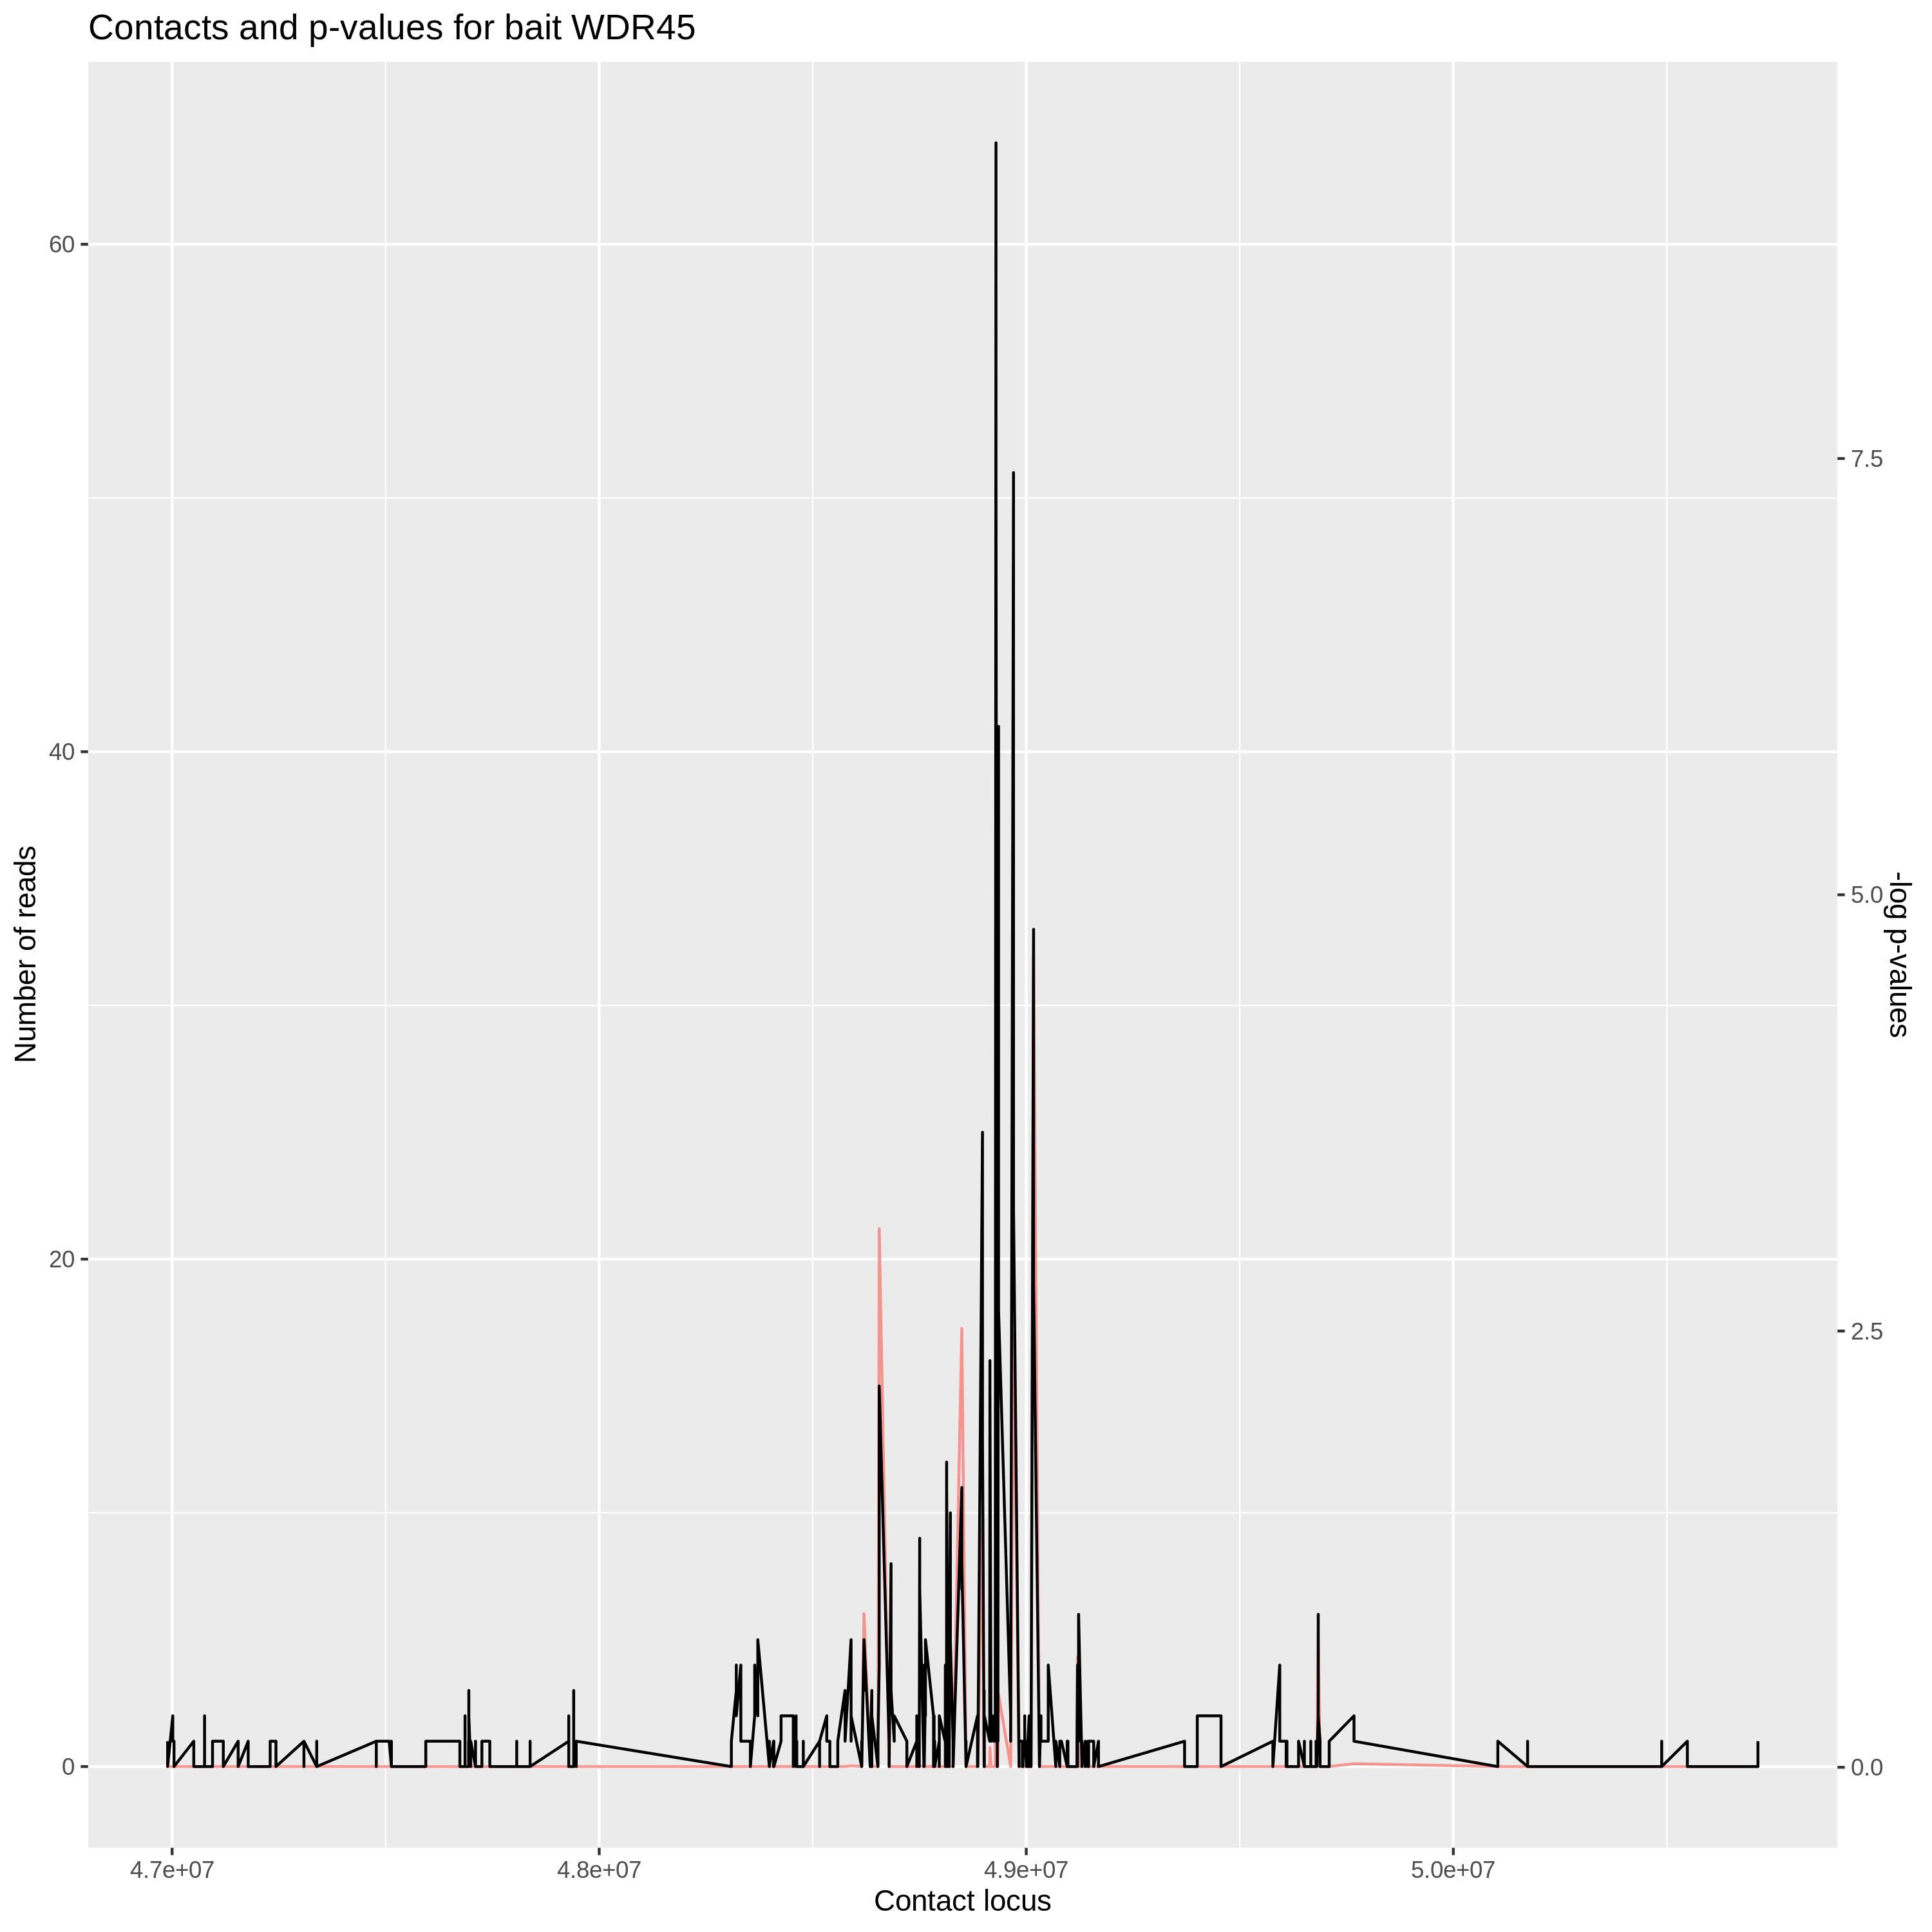 Contacts and p-values for bait WDR45
60
40
20
0
Number of reads
7.5
5.0
2.5
0.0
-log p-values
4.7e+07
4.8e+07
4.9e+07
5.0e+07
Contact locus